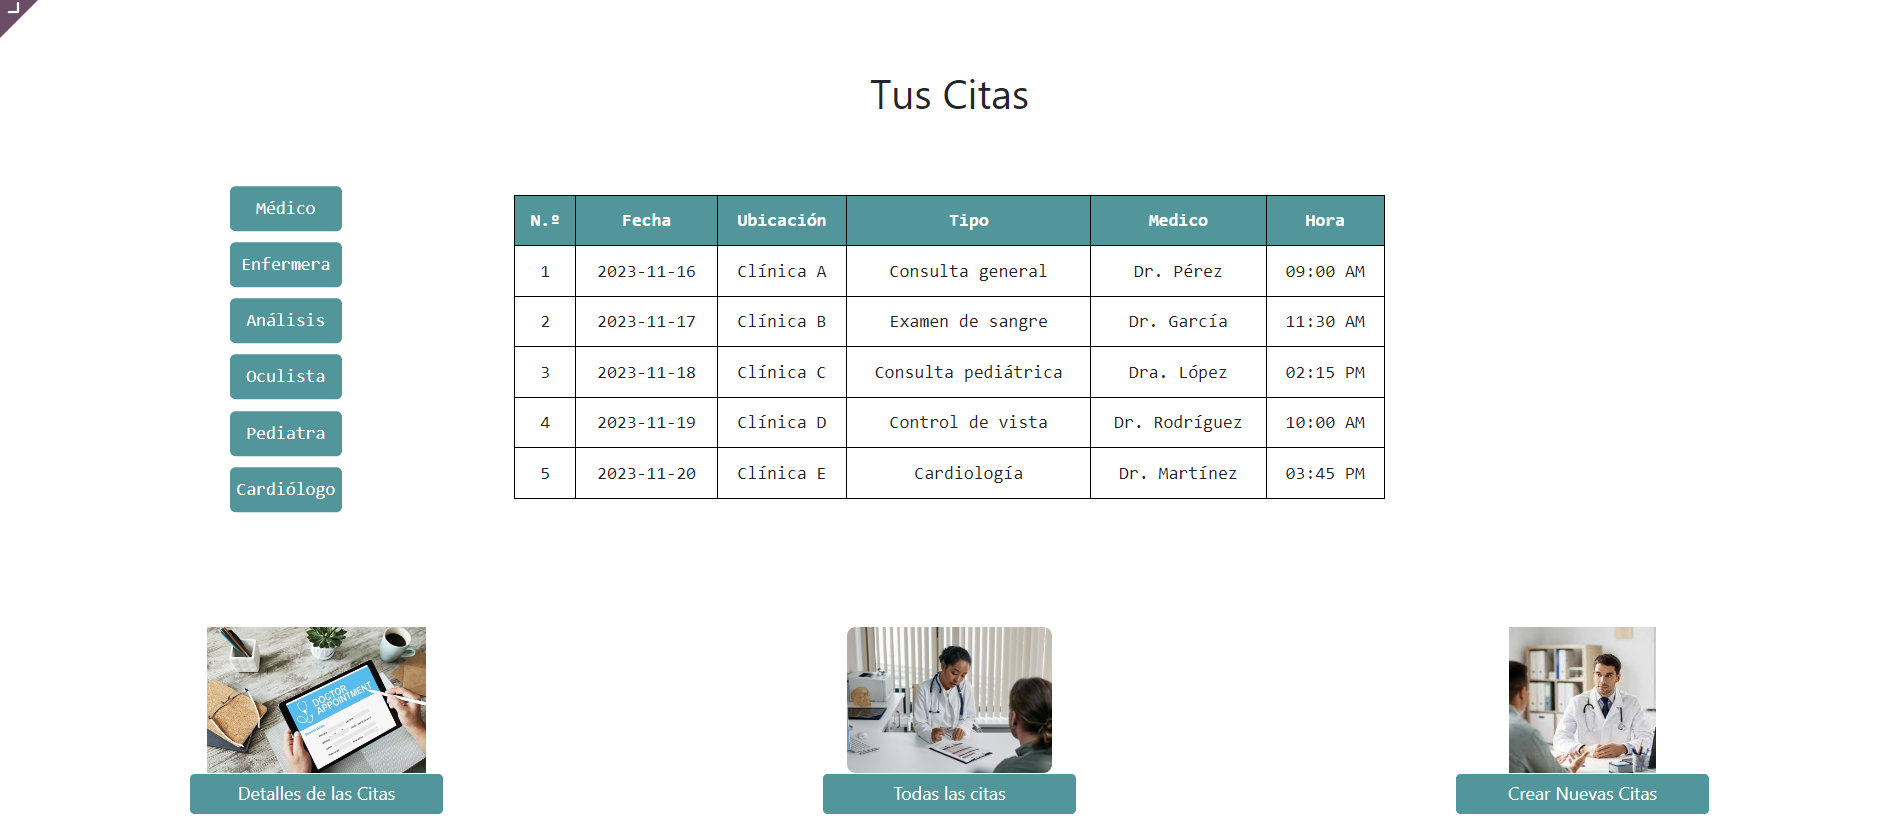 Tus Citas
Médico
Enfermera
Análisis
Oculista
Pediatra
Cardiólogo
N.º Fecha Ubicación Tipo Medico Hora
1 2023-11-16 Clínica A Consulta general Dr. Pérez 09:00 AM
2 2023-11-17 Clínica B Examen de sangre Dr. García 11:30 AM
3 2023-11-18 Clínica C Consulta pediátrica Dra. López 02:15 PM
4 2023-11-19 Clínica D Control de vista Dr. Rodríguez 10:00 AM
5 2023-11-20 Clínica E Cardiología Dr. Martínez 03:45 PM
DOCTOR
APPOINTMENT
Detalles de las Citas
Todas las citas
Crear Nuevas Citas